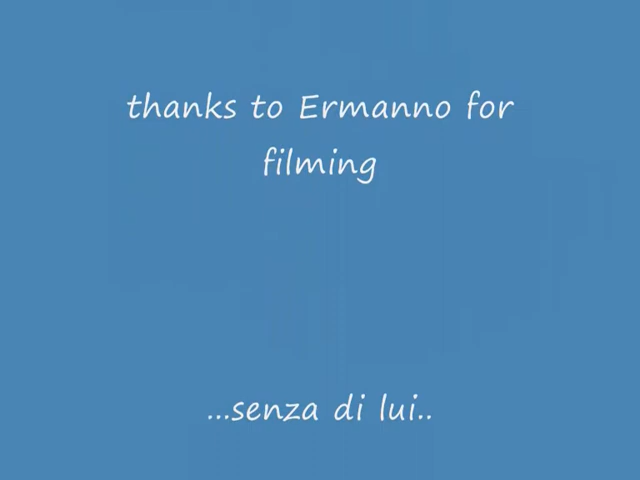 thanks to Ermanno for
filming
...senza di lui..